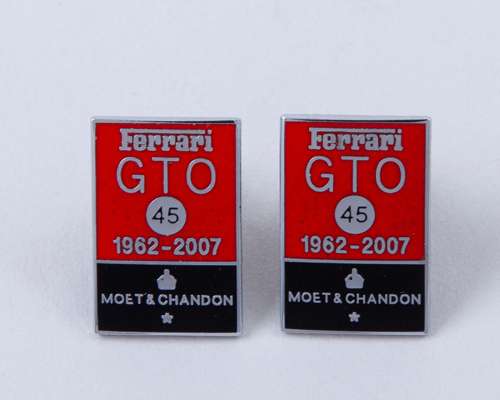 Ferrari
GTO
45
1962-2007
MOET & CHANDON
Ferrari
GTO
45
1962-2007
MOET & CHANDON